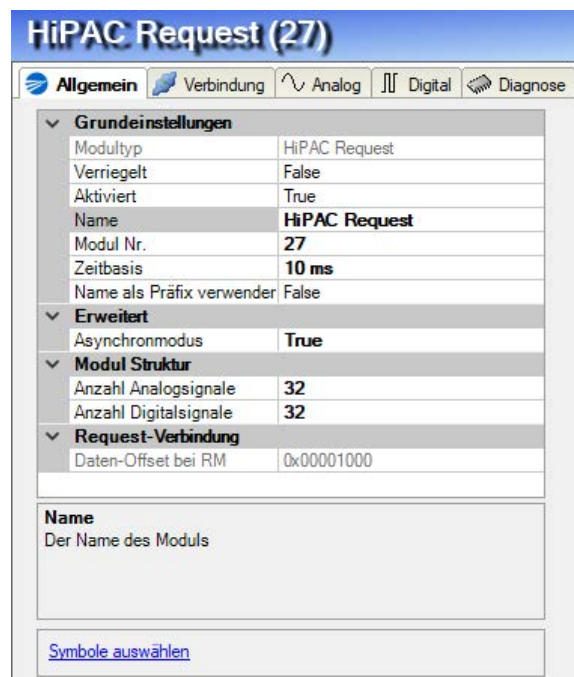 HiPAC Request (27)
Allgemein Verbindung Analog Digital Diagnose
Grundeinstellungen
Modultyp HiPAC Request
Verriegelt False
Aktiviert True
Name HiPAC Request
Modul Nr. 27
Zeitbasis 10 ms
Name als Präfix verwender False
Erweitert
Asynchronmodus True
Modul Struktur
Anzahl Analogsignale 32
Anzahl Digitalsignale 32
Request-Verbindung
Daten-Offset bei RM 0x00001000
Name
Der Name des Moduls
Symbole auswählen